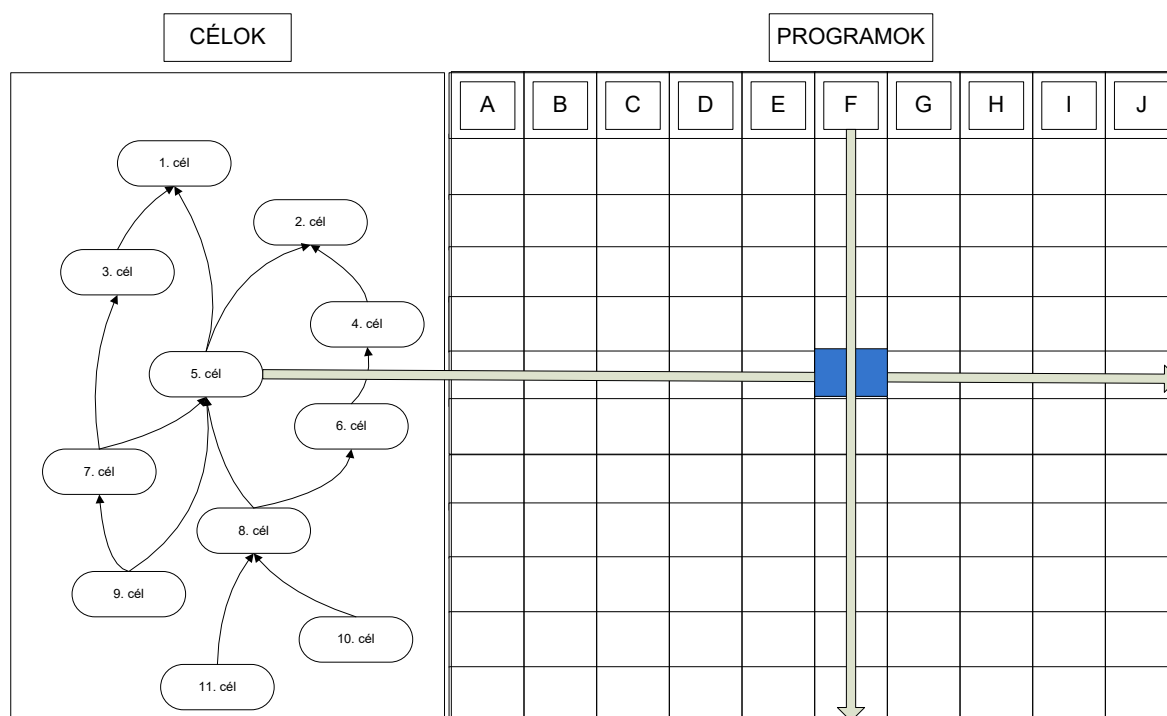 CÉLOK
PROGRAMOK
A B C D E F G H I J
1. cél
2. cél
3. cél
4. cél
5. cél
6. cél
7. cél
8. cél
9. cél
10. cél
11. cél